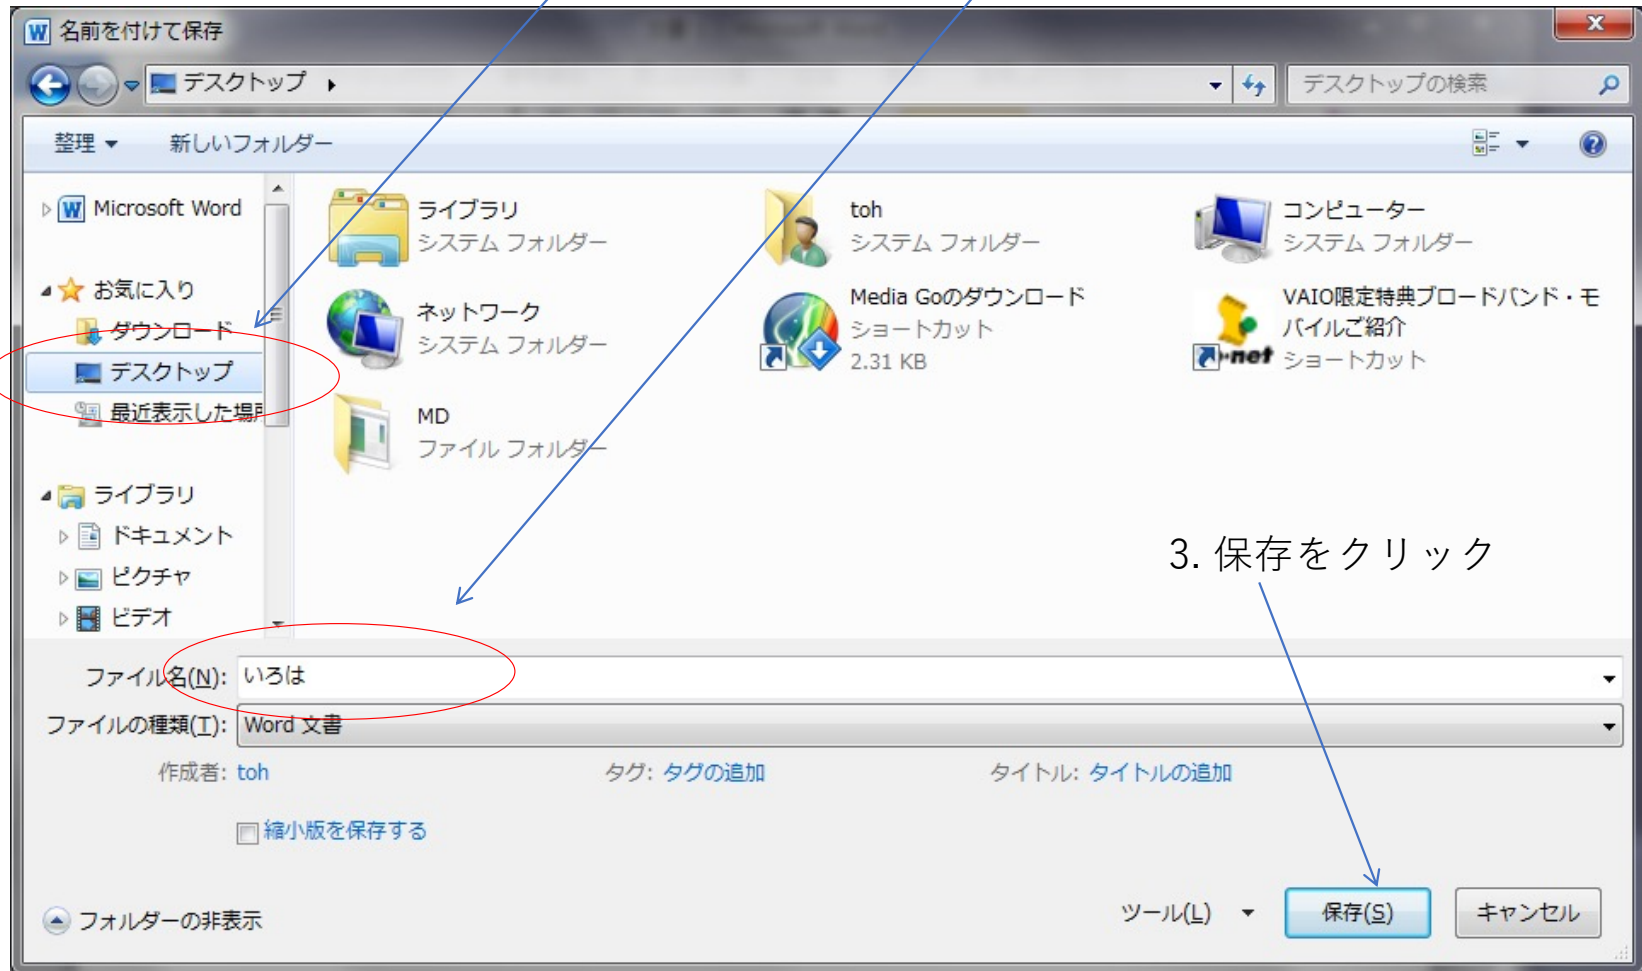 名前を付けて保存
デスクトップ
デスクトップの検索
整理
新しいフォルダー
Microsoft Word
お気に入り
ダウンロード
デスクトップ
最近表示した場所
ライブラリ
ドキュメント
ピクチャ
ビデオ
ライブラリ
システム フォルダー
toh
システム フォルダー
コンピューター
システム フォルダー
ネットワーク
システム フォルダー
Media Goのダウンロード
ショートカット
2.31 KB
VAIO限定特典ブロードバンド・モ
バイルご紹介
ショートカット
MD
ファイル フォルダー
3. 保存をクリック
ファイル名(N): いろは
ファイルの種類(T): Word 文書
作成者: toh タグ: タグの追加 タイトル: タイトルの追加
縮小版を保存する
フォルダーの非表示
ツール(L) 保存(S) キャンセル